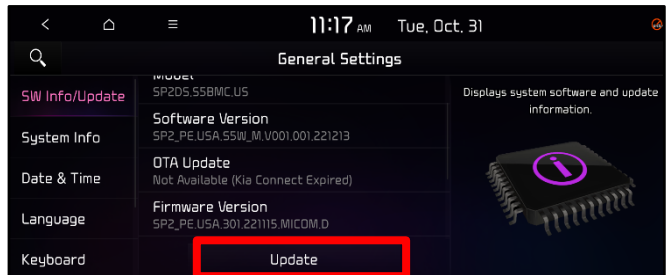 11:17 AM Tue, Oct. 31
General Settings
SW Info/Update
System Info
Date & Time
Language
Keyboard
Model
SP2DS.S5BMC.US
Software Version
SP2_PE.USA.S5W_M.V001.001.221213
OTA Update
Not Available (Kia Connect Expired)
Firmware Version
SP2_PE.USA.301.221115.MICOM.D
Update
Displays system software and update
information.